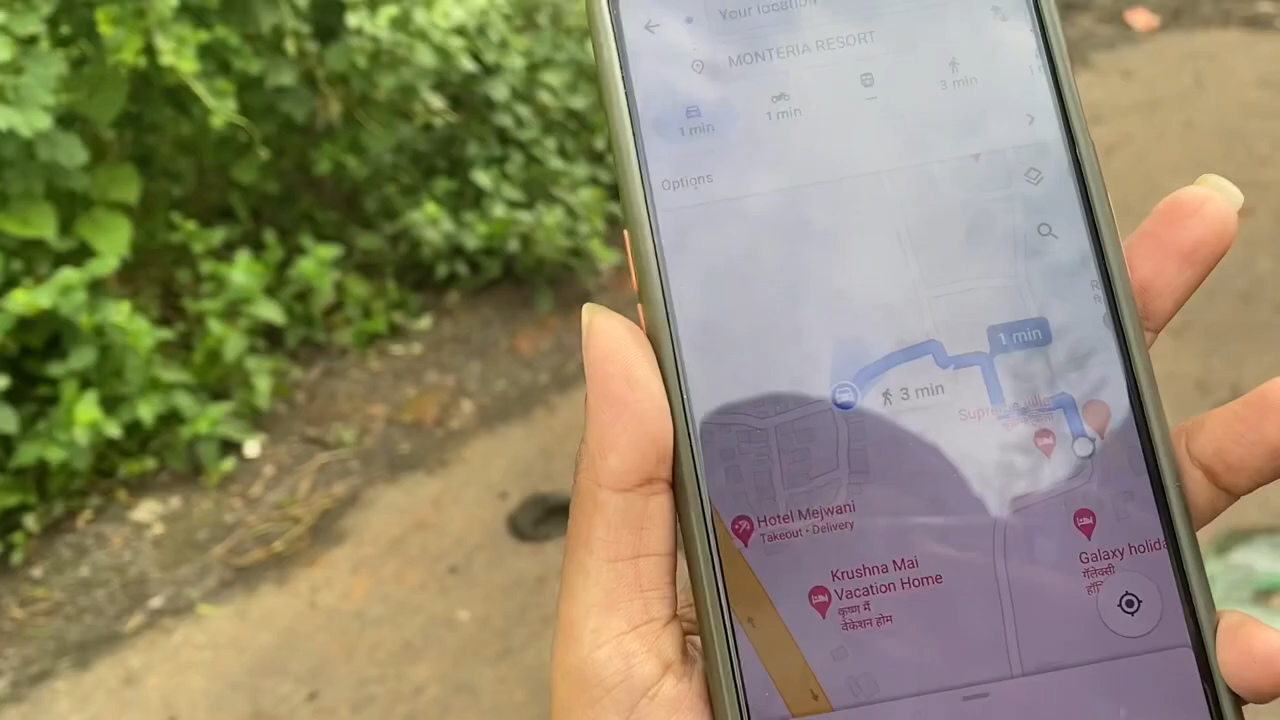 Your location
MONTERIA RESORT
1 min
1 min
3 min
Options
1 min
3 min
Hotel Mejwani
Takeout • Delivery
Krushna Mai
Vacation Home
कृष्ण मैं
वेकेशन होम
Galaxy holida
गॅलेक्सी